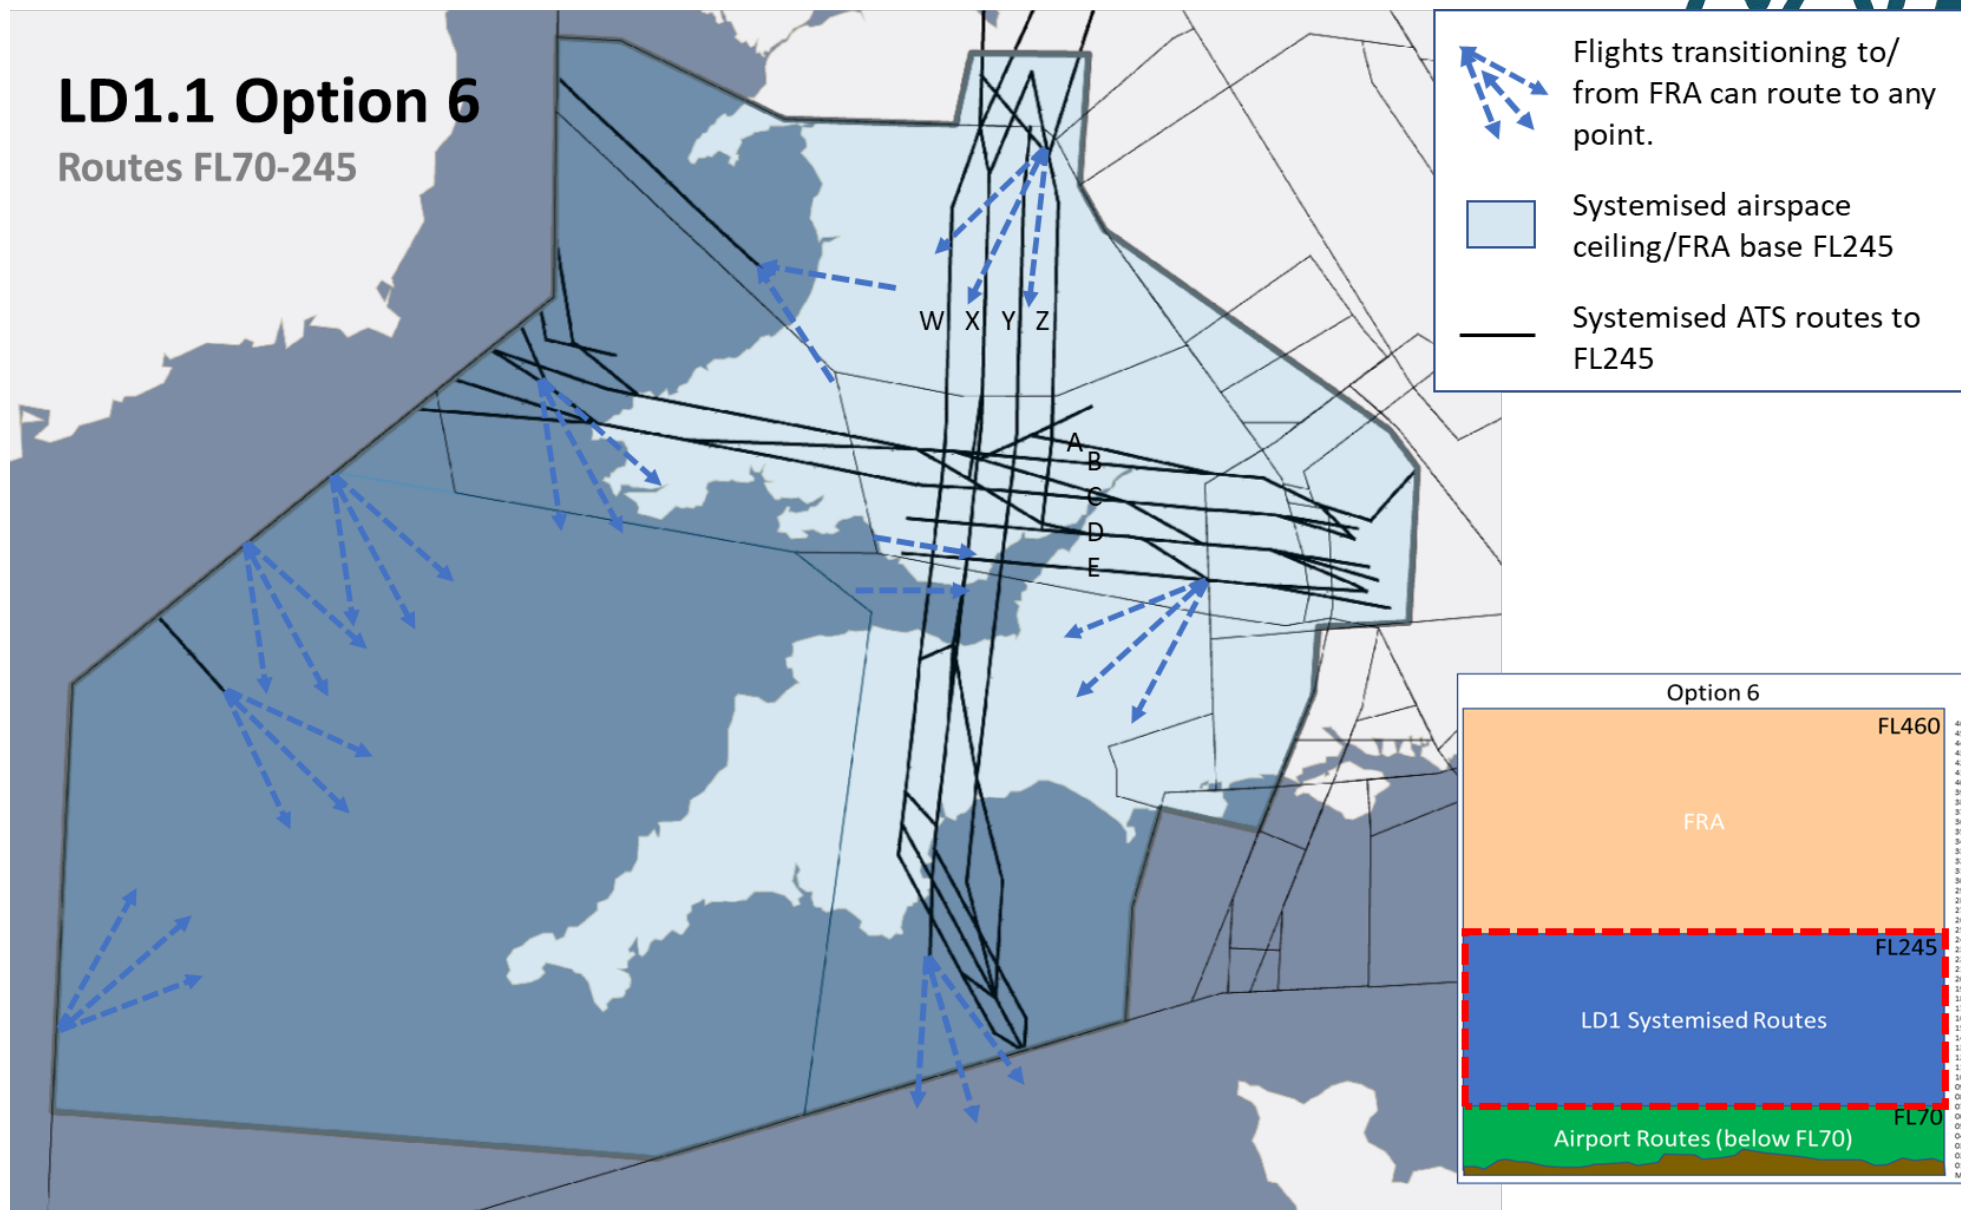 LD1.1 Option 6
Routes FL70-245
Flights transitioning to/
from FRA can route to any
point.
Systemised airspace
ceiling/FRA base FL245
Systemised ATS routes to
FL245
W X Y Z
A
B
C
D
E
Option 6
FL460
FRA
FL245
LD1 Systemised Routes
FL70
Airport Routes (below FL70)